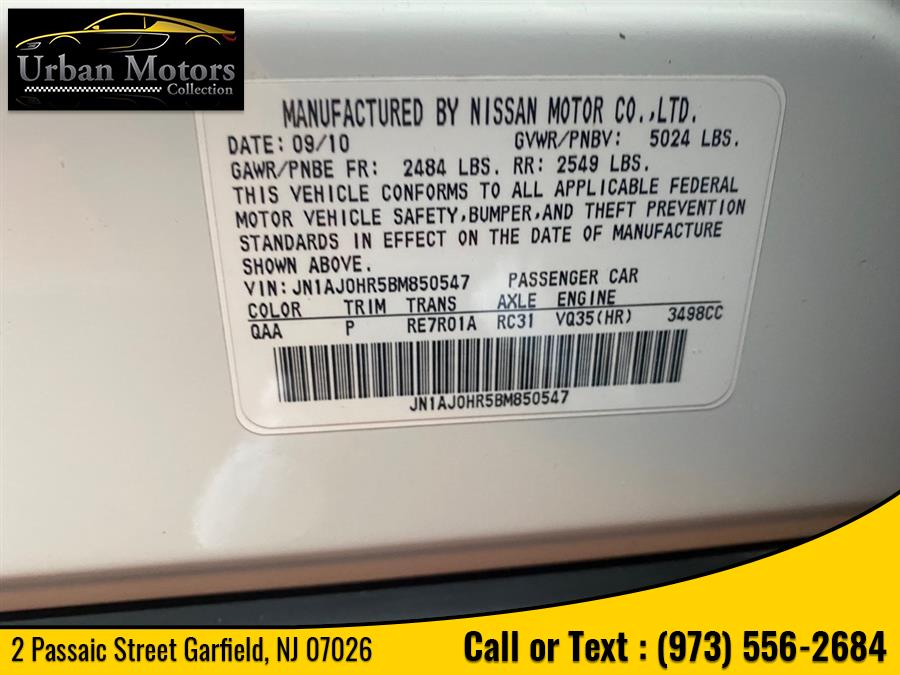 Urban Motors
Collection
MANUFACTURED BY NISSAN MOTOR CO.,LTD.
DATE: 09/10 GVWR/PNBV: 5024 LBS.
GAWR/PNBE FR: 2484 LBS. RR: 2549 LBS.
THIS VEHICLE CONFORMS TO ALL APPLICABLE FEDERAL
MOTOR VEHICLE SAFETY,BUMPER,AND THEFT PREVENTION
STANDARDS IN EFFECT ON THE DATE OF MANUFACTURE
SHOWN ABOVE.
VIN: JN1AJ0HR5BM850547 PASSENGER CAR
COLOR TRIM TRANS AXLE ENGINE
QAA P RE7R01A RC31 VQ35(HR) 3498CC
JN1AJ0HR5BM850547
2 Passaic Street Garfield, NJ 07026
Call or Text : (973) 556-2684